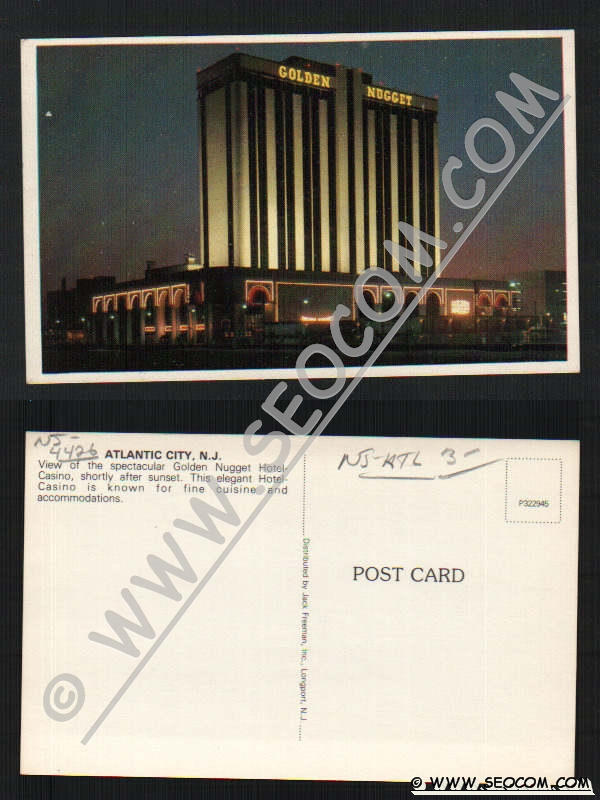 GOLDEN NUGGET
NJ-
4426
ATLANTIC CITY, N.J.
View of the spectacular Golden Nugget Hotel-
Casino, shortly after sunset. This elegant Hotel-
Casino is known for fine cuisine and
accommodations.
NJ-ATL 3-
P322945
POST CARD
Distributed by Jack Freeman, Inc., Longport, N.J.
© WWW.SEOCOM.COM
© WWW.SEOCOM.COM